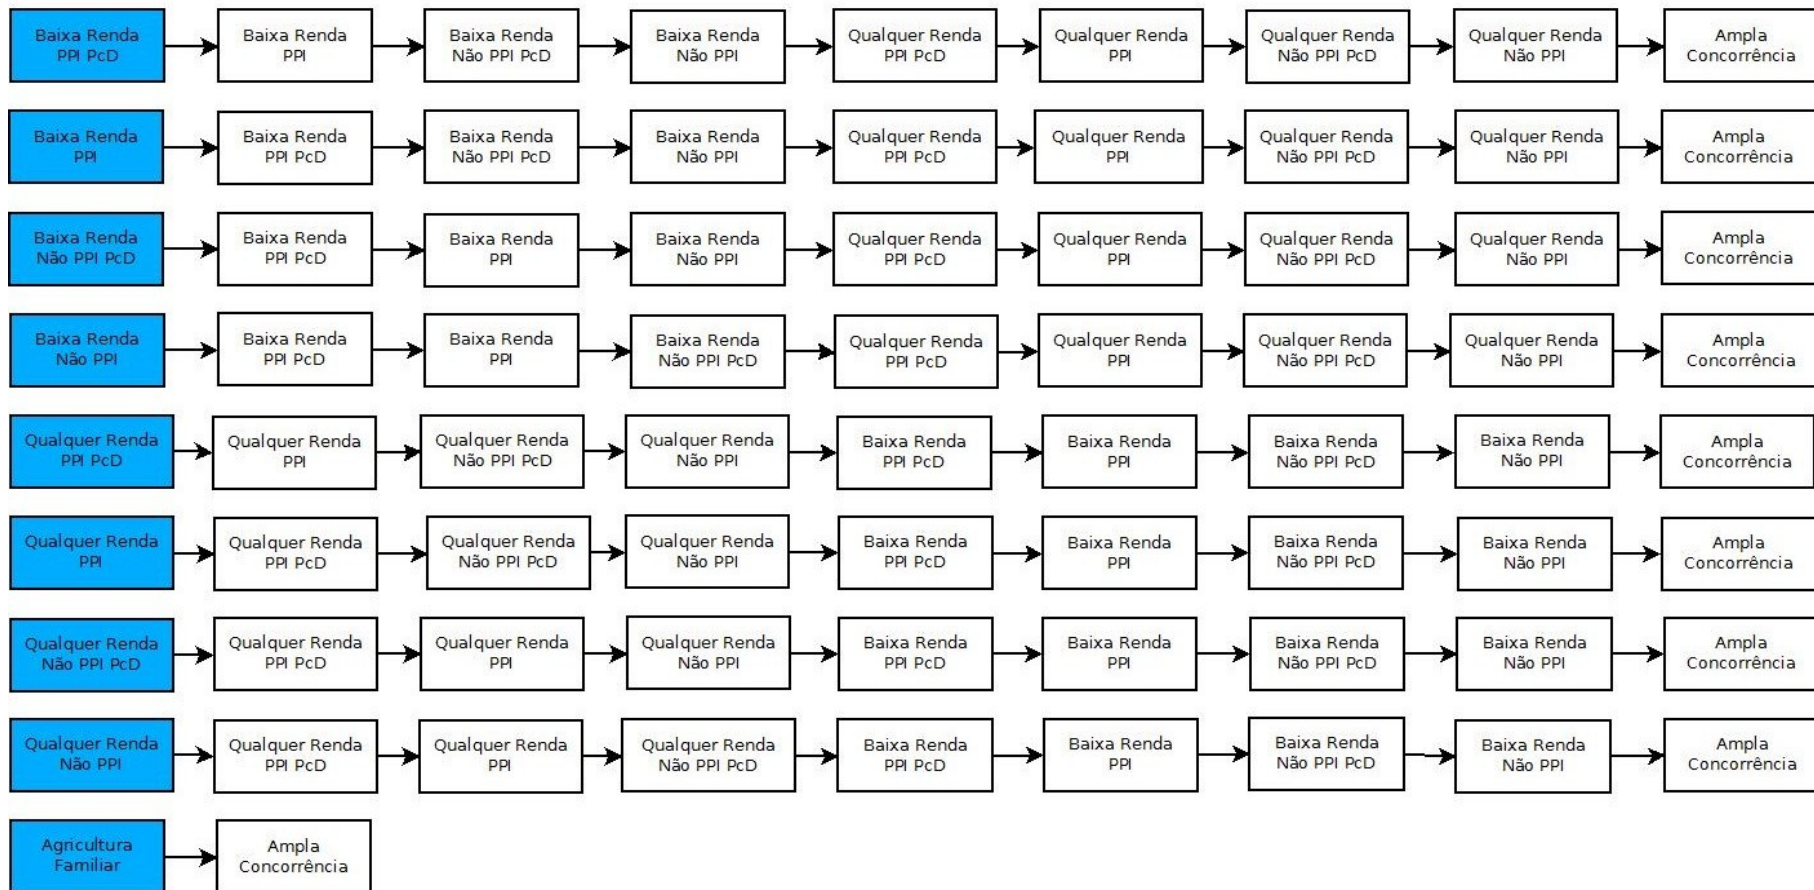 Baixa Renda
PPI PcD
Baixa Renda
PPI
Baixa Renda
Não PPI PcD
Baixa Renda
Não PPI
Qualquer Renda
PPI PcD
Qualquer Renda
PPI
Qualquer Renda
Não PPI PcD
Qualquer Renda
Não PPI
Ampla
Concorrência
Baixa Renda
PPI
Baixa Renda
PPI PcD
Baixa Renda
Não PPI PcD
Baixa Renda
Não PPI
Qualquer Renda
PPI PcD
Qualquer Renda
PPI
Qualquer Renda
Não PPI PcD
Qualquer Renda
Não PPI
Ampla
Concorrência
Baixa Renda
Não PPI PcD
Baixa Renda
PPI PcD
Baixa Renda
PPI
Baixa Renda
Não PPI
Qualquer Renda
PPI PcD
Qualquer Renda
PPI
Qualquer Renda
Não PPI PcD
Qualquer Renda
Não PPI
Ampla
Concorrência
Baixa Renda
Não PPI
Baixa Renda
PPI PcD
Baixa Renda
PPI
Baixa Renda
Não PPI PcD
Qualquer Renda
PPI PcD
Qualquer Renda
PPI
Qualquer Renda
Não PPI PcD
Qualquer Renda
Não PPI
Ampla
Concorrência
Qualquer Renda
PPI PcD
Qualquer Renda
PPI
Qualquer Renda
Não PPI PcD
Qualquer Renda
Não PPI
Baixa Renda
PPI PcD
Baixa Renda
PPI
Baixa Renda
Não PPI PcD
Baixa Renda
Não PPI
Ampla
Concorrência
Qualquer Renda
PPI
Qualquer Renda
PPI PcD
Qualquer Renda
Não PPI PcD
Qualquer Renda
Não PPI
Baixa Renda
PPI PcD
Baixa Renda
PPI
Baixa Renda
Não PPI PcD
Baixa Renda
Não PPI
Ampla
Concorrência
Qualquer Renda
Não PPI PcD
Qualquer Renda
PPI PcD
Qualquer Renda
PPI
Qualquer Renda
Não PPI
Baixa Renda
PPI PcD
Baixa Renda
PPI
Baixa Renda
Não PPI PcD
Baixa Renda
Não PPI
Ampla
Concorrência
Qualquer Renda
Não PPI
Qualquer Renda
PPI PcD
Qualquer Renda
PPI
Qualquer Renda
Não PPI PcD
Baixa Renda
PPI PcD
Baixa Renda
PPI
Baixa Renda
Não PPI PcD
Baixa Renda
Não PPI
Ampla
Concorrência
Agricultura
Familiar
Ampla
Concorrência